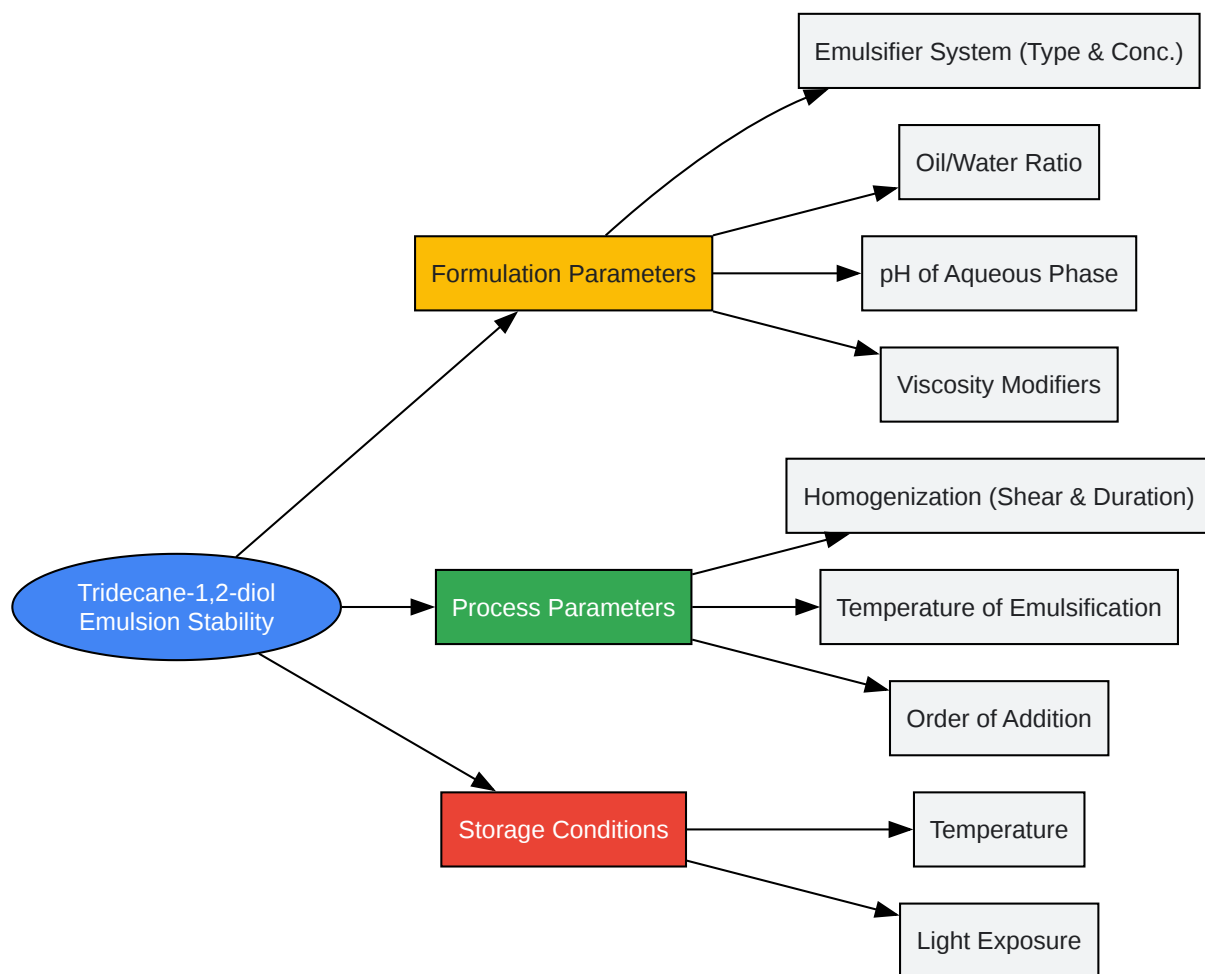 Tridecane-1,2-diol
Emulsion Stability
Formulation Parameters
Emulsifier System (Type & Conc.)
Oil/Water Ratio
pH of Aqueous Phase
Viscosity Modifiers
Process Parameters
Homogenization (Shear & Duration)
Temperature of Emulsification
Order of Addition
Storage Conditions
Temperature
Light Exposure